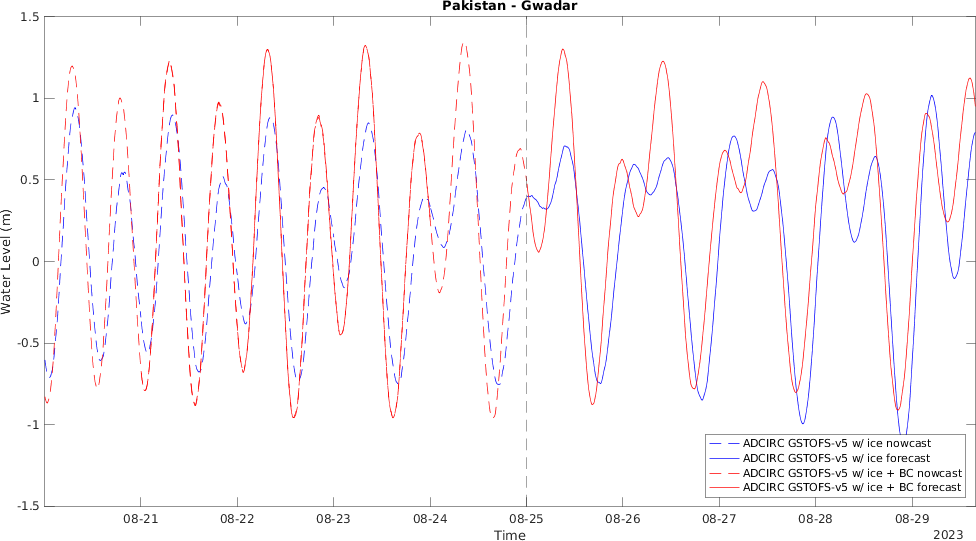 Pakistan - Gwadar
1.5
1
0.5
0
-0.5
-1
-1.5
Water Level (m)
ADCIRC GSTOFS-v5 w/ ice nowcast
ADCIRC GSTOFS-v5 w/ ice forecast
ADCIRC GSTOFS-v5 w/ ice + BC nowcast
ADCIRC GSTOFS-v5 w/ ice + BC forecast
08-21 08-22 08-23 08-24 08-25 08-26 08-27 08-28 08-29
Time
2023